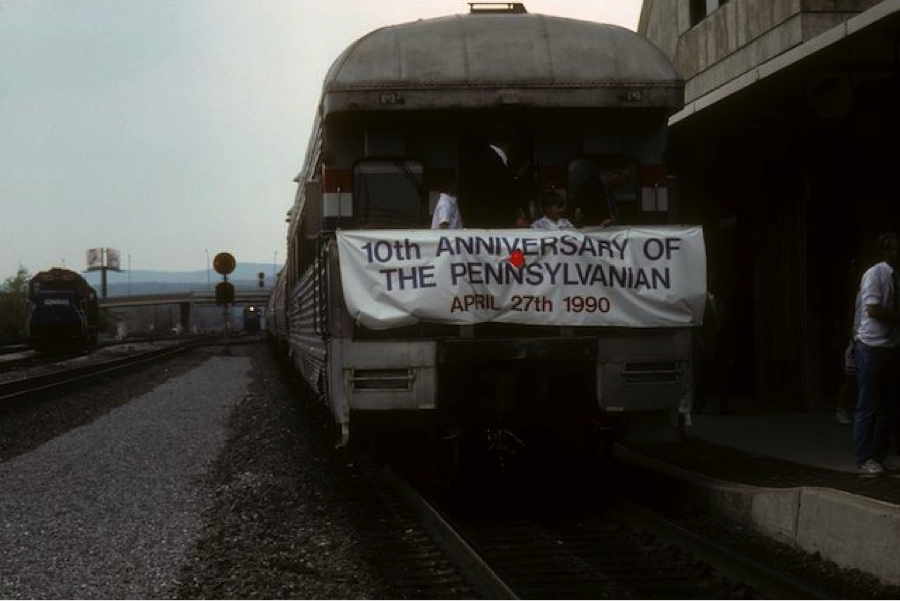 10th ANNIVERSARY OF
THE PENNSYLVANIAN
APRIL 27th 1990